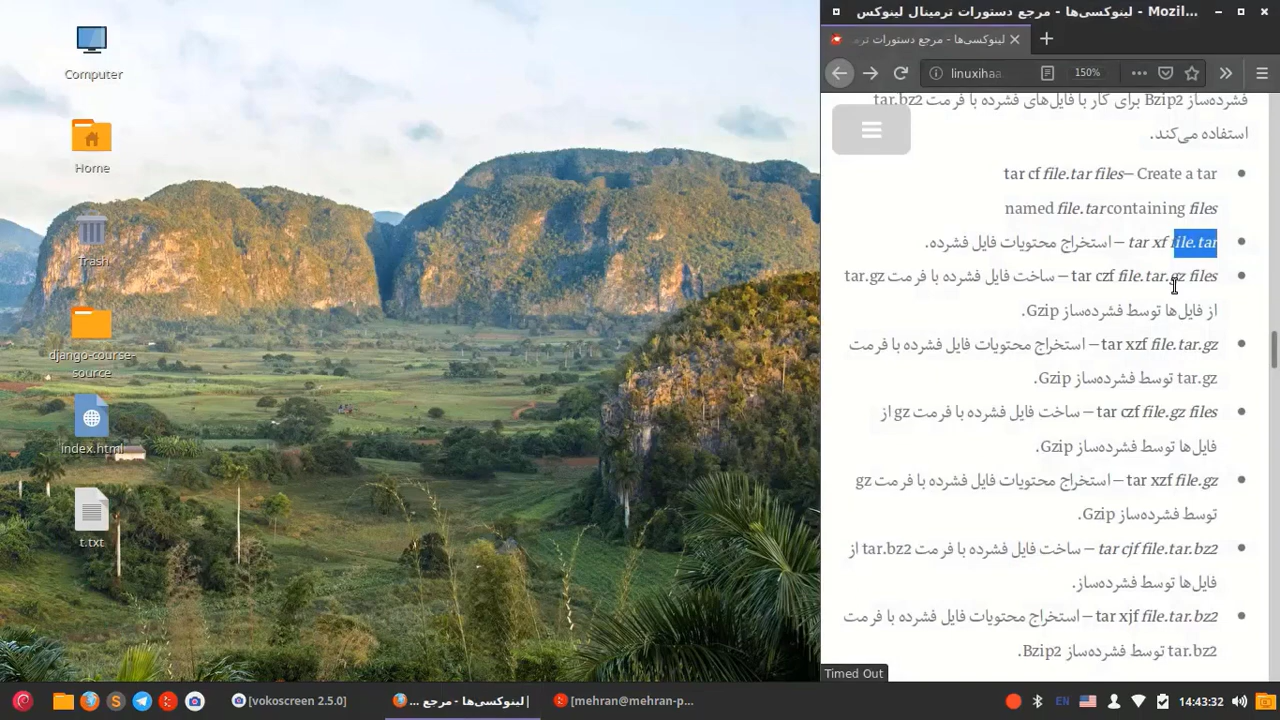 Computer
Home
Trash
django-course-
source
index.html
t.txt
لینوکسی‌ها - مرجع دستورات ترمینال لینوکس - Mozil...
لینوکسی‌ها - مرجع دستورات ترم
linuxihaa.
150%
فشرده‌ساز Bzip2 برای کار با فایل‌های فشرده با فرمت tar.bz2
استفاده می‌کند.
tar cf file.tar files– Create a tar
named file.tarcontaining files
tar xf file.tar – استخراج محتویات فایل فشرده.
tar czf file.tar.gz files – ساخت فایل فشرده با فرمت tar.gz
از فایل‌ها توسط فشرده‌ساز Gzip.
tar xzf file.tar.gz – استخراج محتویات فایل فشرده با فرمت
tar.gz توسط فشرده‌ساز Gzip.
tar czf file.gz files – ساخت فایل فشرده با فرمت gz از
فایل‌ها توسط فشرده‌ساز Gzip.
tar xzf file.gz – استخراج محتویات فایل فشرده با فرمت gz
توسط فشرده‌ساز Gzip.
tar cjf file.tar.bz2 – ساخت فایل فشرده با فرمت tar.bz2 از
فایل‌ها توسط فشرده‌ساز.
tar xjf file.tar.bz2 – استخراج محتویات فایل فشرده با فرمت
tar.bz2 توسط فشرده‌ساز Bzip2.
Timed Out
[vokoscreen 2.5.0]
لینوکسی‌ها - مرجع ...
[mehran@mehran-p...
EN
14:43:32